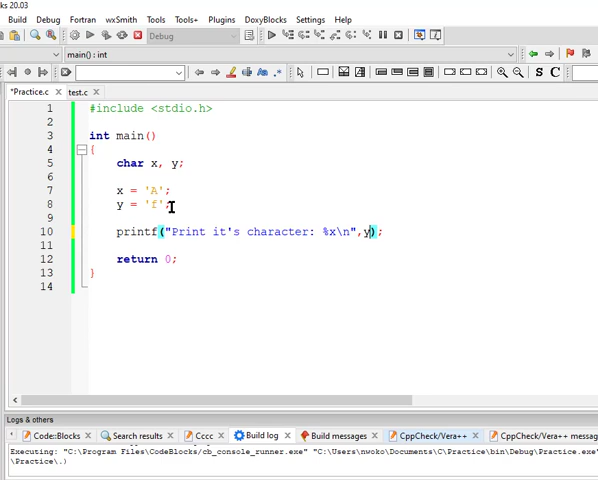 ks 20.03
Build Debug Fortran wxSmith Tools Tools+ Plugins DoxyBlocks Settings Help
Debug
main() : int
Aa .*
S C
*Practice.c test.c
1 #include <stdio.h>
2
3 int main()
4 {
5 char x, y;
6
7 x = 'A';
8 y = 'f';
9
10 printf("Print it's character: %x\n",y);
11
12 return 0;
13 }
14
Logs & others
Code::Blocks Search results Cccc Build log Build messages CppCheck/Vera++ CppCheck/Vera++ messag
Executing: "C:\Program Files\CodeBlocks/cb_console_runner.exe" "C:\Users\nwoko\Documents\C\Practice\bin\Debug\Practice.exe"
\Practice\.)